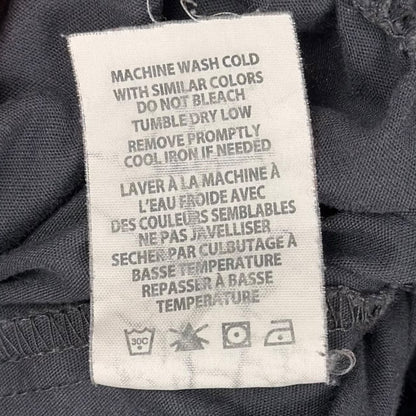 MACHINE WASH COLD
WITH SIMILAR COLORS
DO NOT BLEACH
TUMBLE DRY LOW
REMOVE PROMPTLY
COOL IRON IF NEEDED
LAVER À LA MACHINE À
L'EAU FROIDE AVEC
DES COULEURS SEMBLABLES
NE PAS JAVELLISER
SECHER PAR CULBUTAGE À
BASSE TEMPERATURE
REPASSER À BASSE
TEMPERATURE
30C